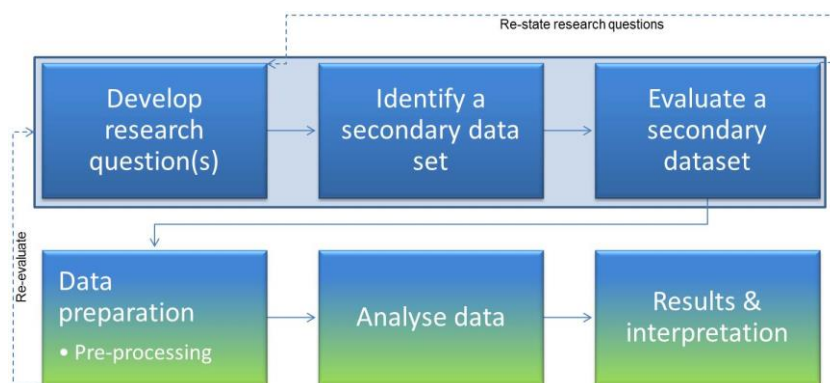 Re-state research questions
Develop
research
question(s)
Identify a
secondary data
set
Evaluate a
secondary
dataset
Re-evaluate
Data
preparation
• Pre-processing
Analyse data
Results &
interpretation